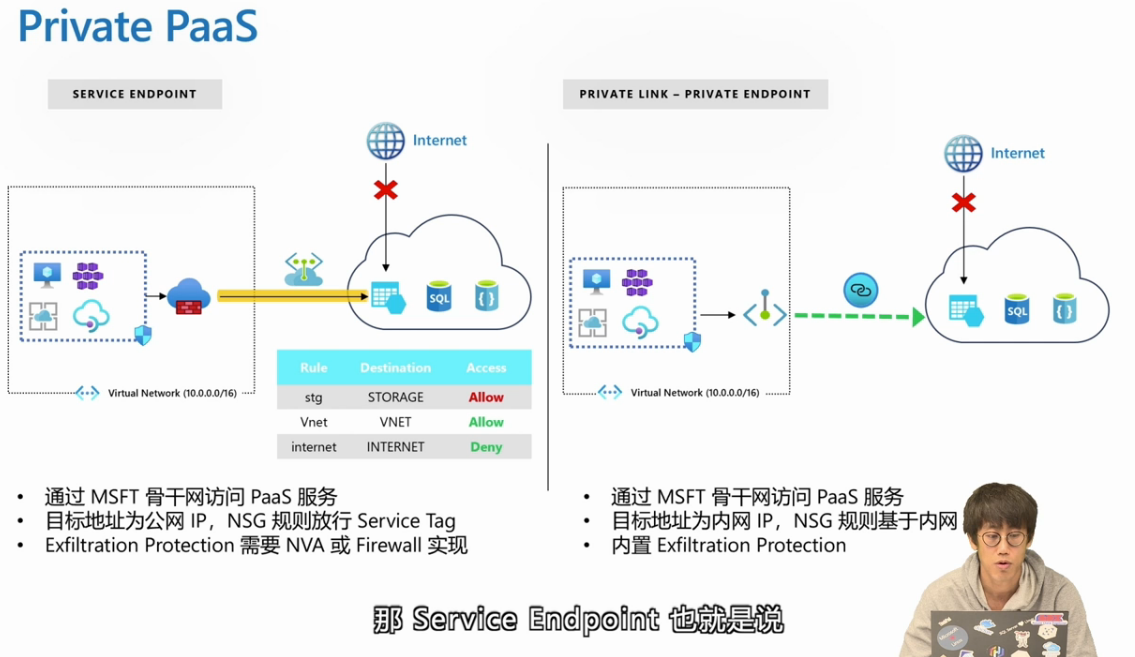 Private PaaS
SERVICE ENDPOINT
Internet
SQL
{ }
Virtual Network (10.0.0.0/16)
Rule Destination Access
stg STORAGE Allow
Vnet VNET Allow
internet INTERNET Deny
• 通过 MSFT 骨干网访问 PaaS 服务
• 目标地址为公网 IP，NSG 规则放行 Service Tag
• Exfiltration Protection 需要 NVA 或 Firewall 实现
PRIVATE LINK – PRIVATE ENDPOINT
Internet
SQL
{ }
Virtual Network (10.0.0.0/16)
• 通过 MSFT 骨干网访问 PaaS 服务
• 目标地址为内网 IP，NSG 规则基于内网
• 内置 Exfiltration Protection
那 Service Endpoint 也就是说